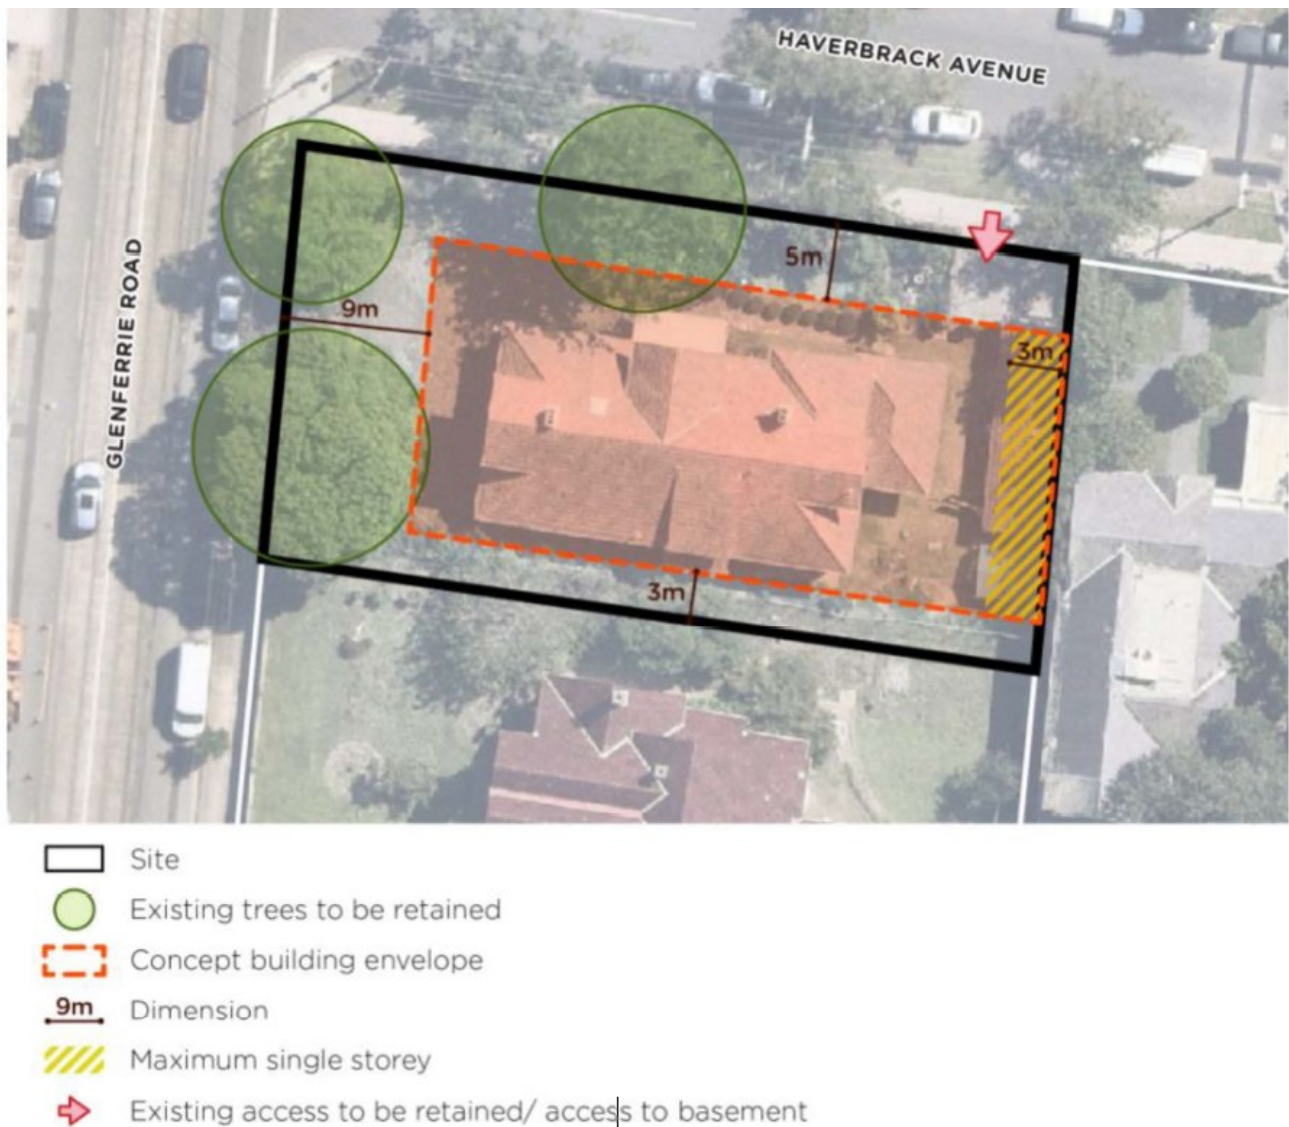 HAVERBRACK AVENUE
5m
9m
GLENFERRIE ROAD
3m
3m
Site
Existing trees to be retained
Concept building envelope
9m Dimension
Maximum single storey
Existing access to be retained/ access to basement